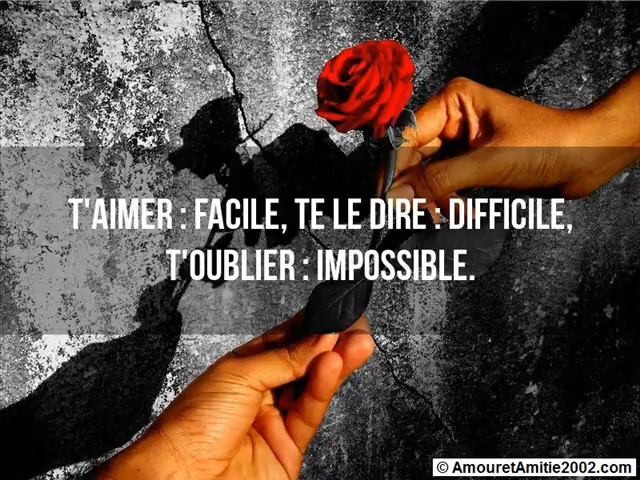 T'AIMER : FACILE, TE LE DIRE : DIFFICILE,
T'OUBLIER : IMPOSSIBLE.
© AmouretAmitie2002.com